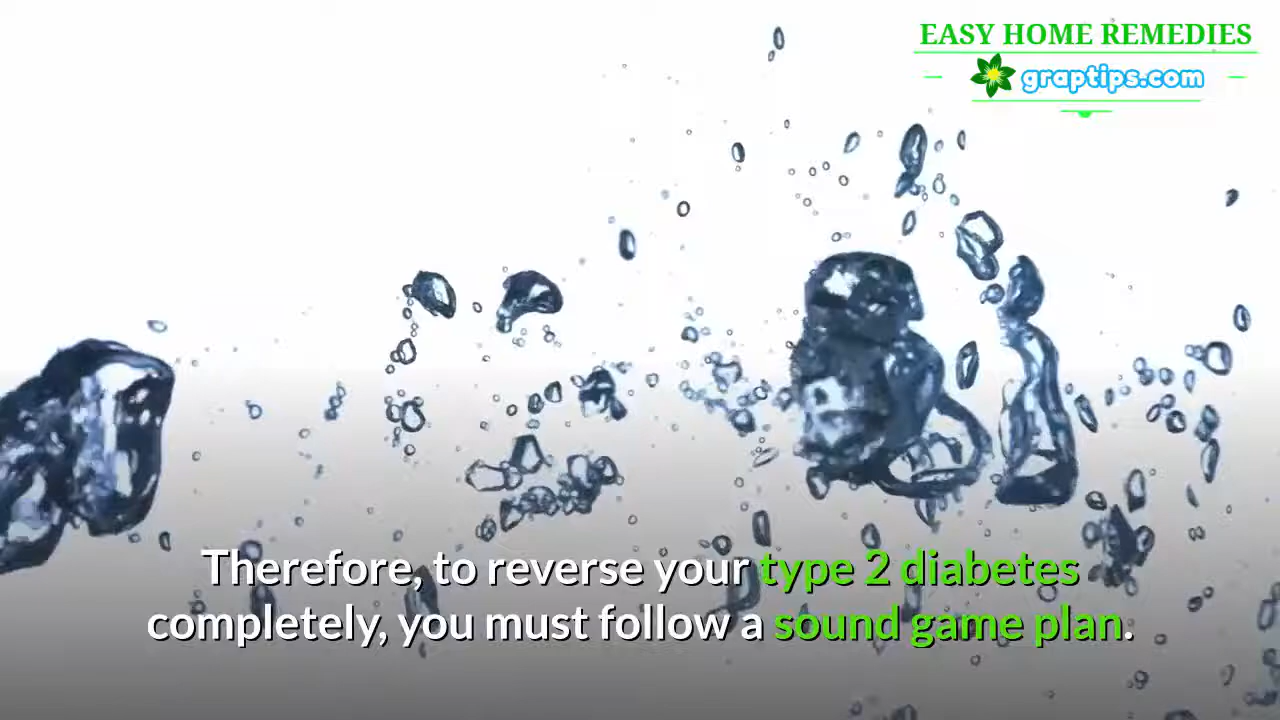 EASY HOME REMEDIES
graptips.com
Therefore, to reverse your type 2 diabetes
completely, you must follow a sound game plan.